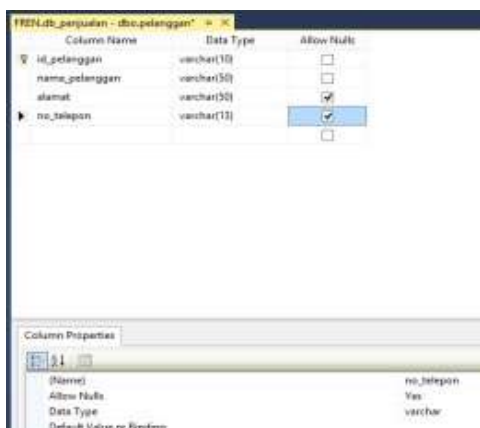 FREN.db_penjualan - dbo.pelanggan*
Column Name Data Type Allow Nulls
id_pelanggan varchar(10)
name_pelanggan varchar(50)
alamat varchar(50)
no_telepon varchar(13)
Column Properties
(Name) no_telepon
Allow Nulls Yes
Data Type varchar
Default Value or Binding